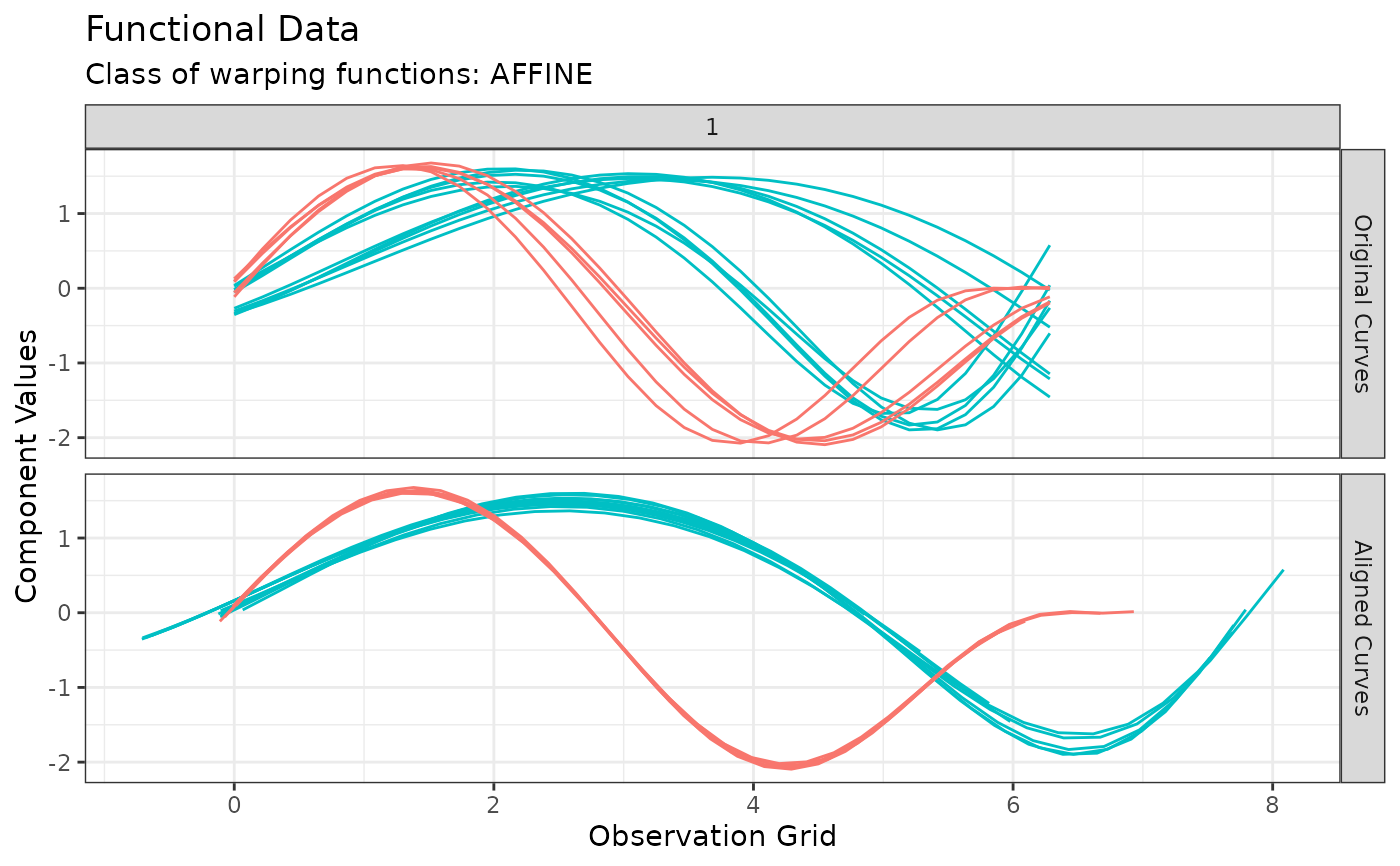 Functional Data
Class of warping functions: AFFINE
1
Component Values
1
0
-1
-2
Original Curves
1
0
-1
-2
Aligned Curves
0 2 4 6 8
Observation Grid